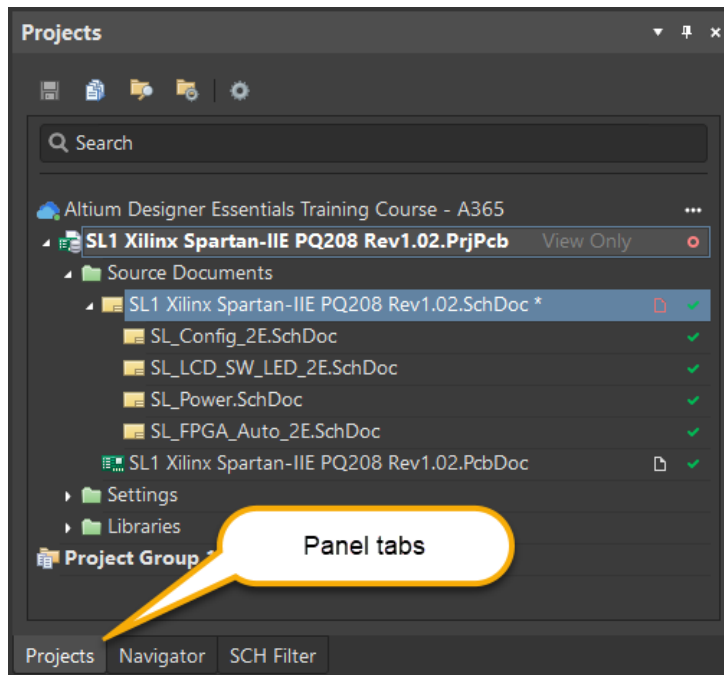 Projects
Search
Altium Designer Essentials Training Course - A365
SL1 Xilinx Spartan-IIE PQ208 Rev1.02.PrjPcb View Only
Source Documents
SL1 Xilinx Spartan-IIE PQ208 Rev1.02.SchDoc *
SL_Config_2E.SchDoc
SL_LCD_SW_LED_2E.SchDoc
SL_Power.SchDoc
SL_FPGA_Auto_2E.SchDoc
SL1 Xilinx Spartan-IIE PQ208 Rev1.02.PcbDoc
Settings
Libraries
Project Group
Panel tabs
Projects Navigator SCH Filter